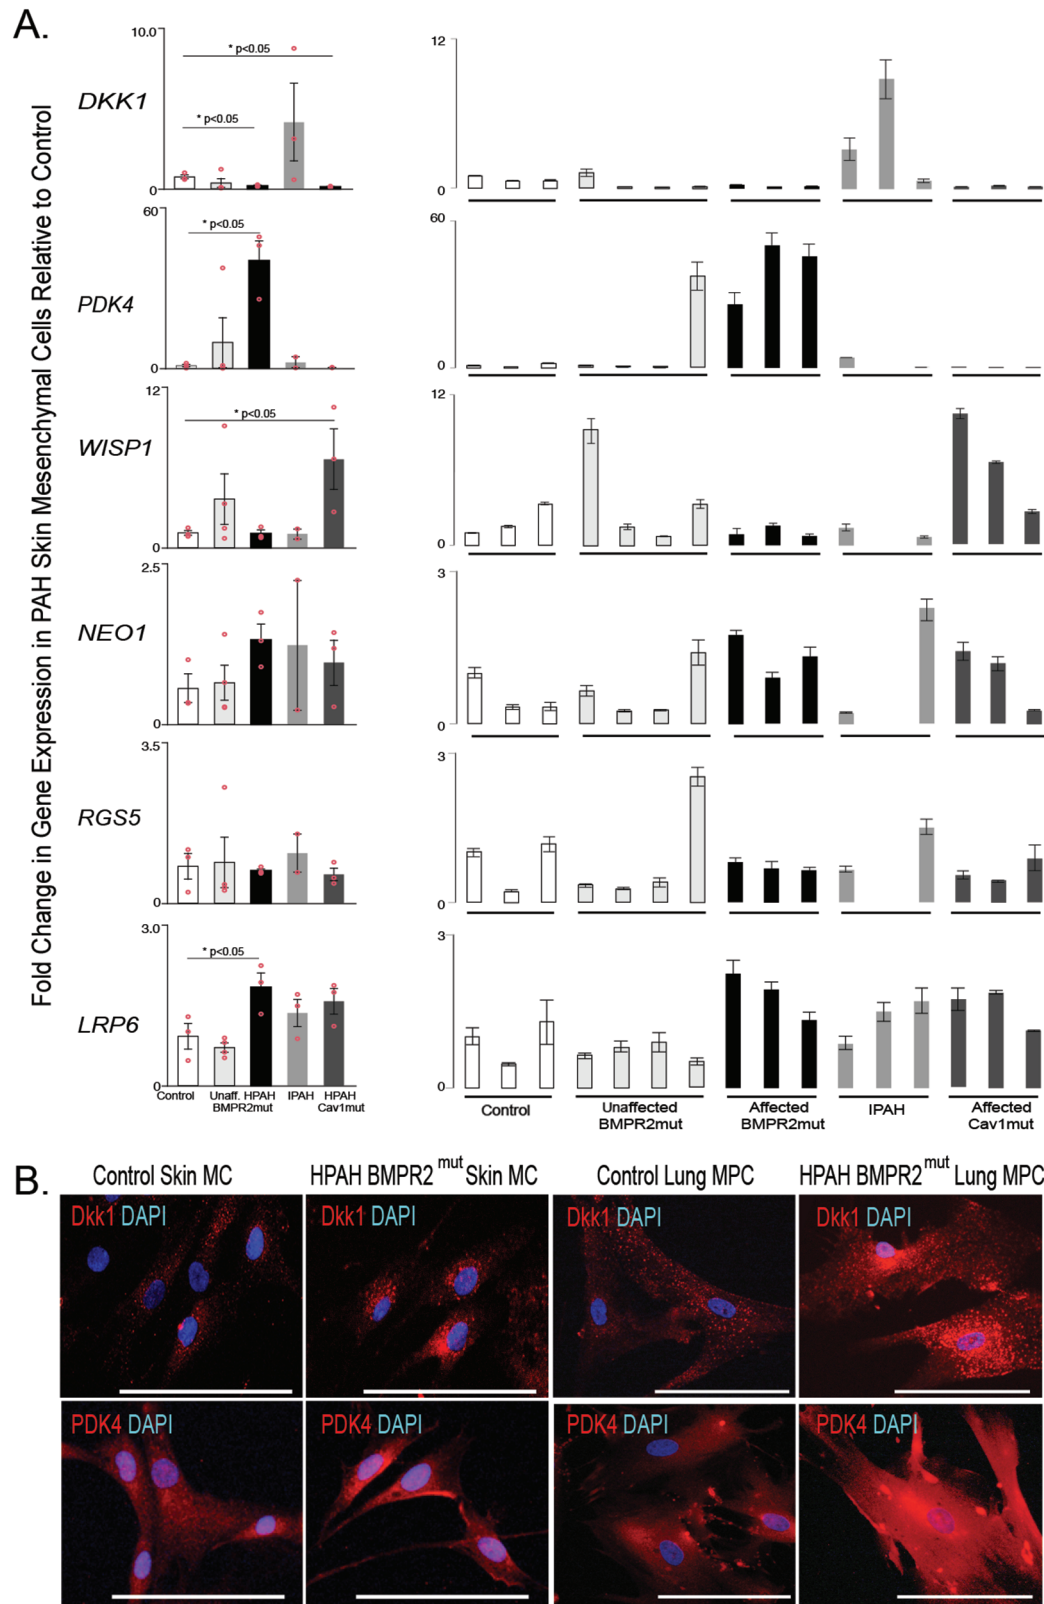 A.
Fold Change in Gene Expression in PAH Skin Mesenchymal Cells Relative to Control
DKK1
10.0
0
* p<0.05
* p<0.05
12
0
PDK4
60
0
* p<0.05
60
0
WISP1
12
0
* p<0.05
12
0
NEO1
2.5
0
3
0
RGS5
3.5
0
3
0
LRP6
3.0
0
* p<0.05
3
0
Control
Unaff. HPAH
BMPR2mut
IPAH
HPAH
Cav1mut
Control
Unaffected
BMPR2mut
Affected
BMPR2mut
IPAH
Affected
Cav1mut
B.
Control Skin MC
HPAH BMPR2 mut Skin MC
Control Lung MPC
HPAH BMPR2 mut Lung MPC
Dkk1 DAPI
Dkk1 DAPI
Dkk1 DAPI
Dkk1 DAPI
PDK4 DAPI
PDK4 DAPI
PDK4 DAPI
PDK4 DAPI